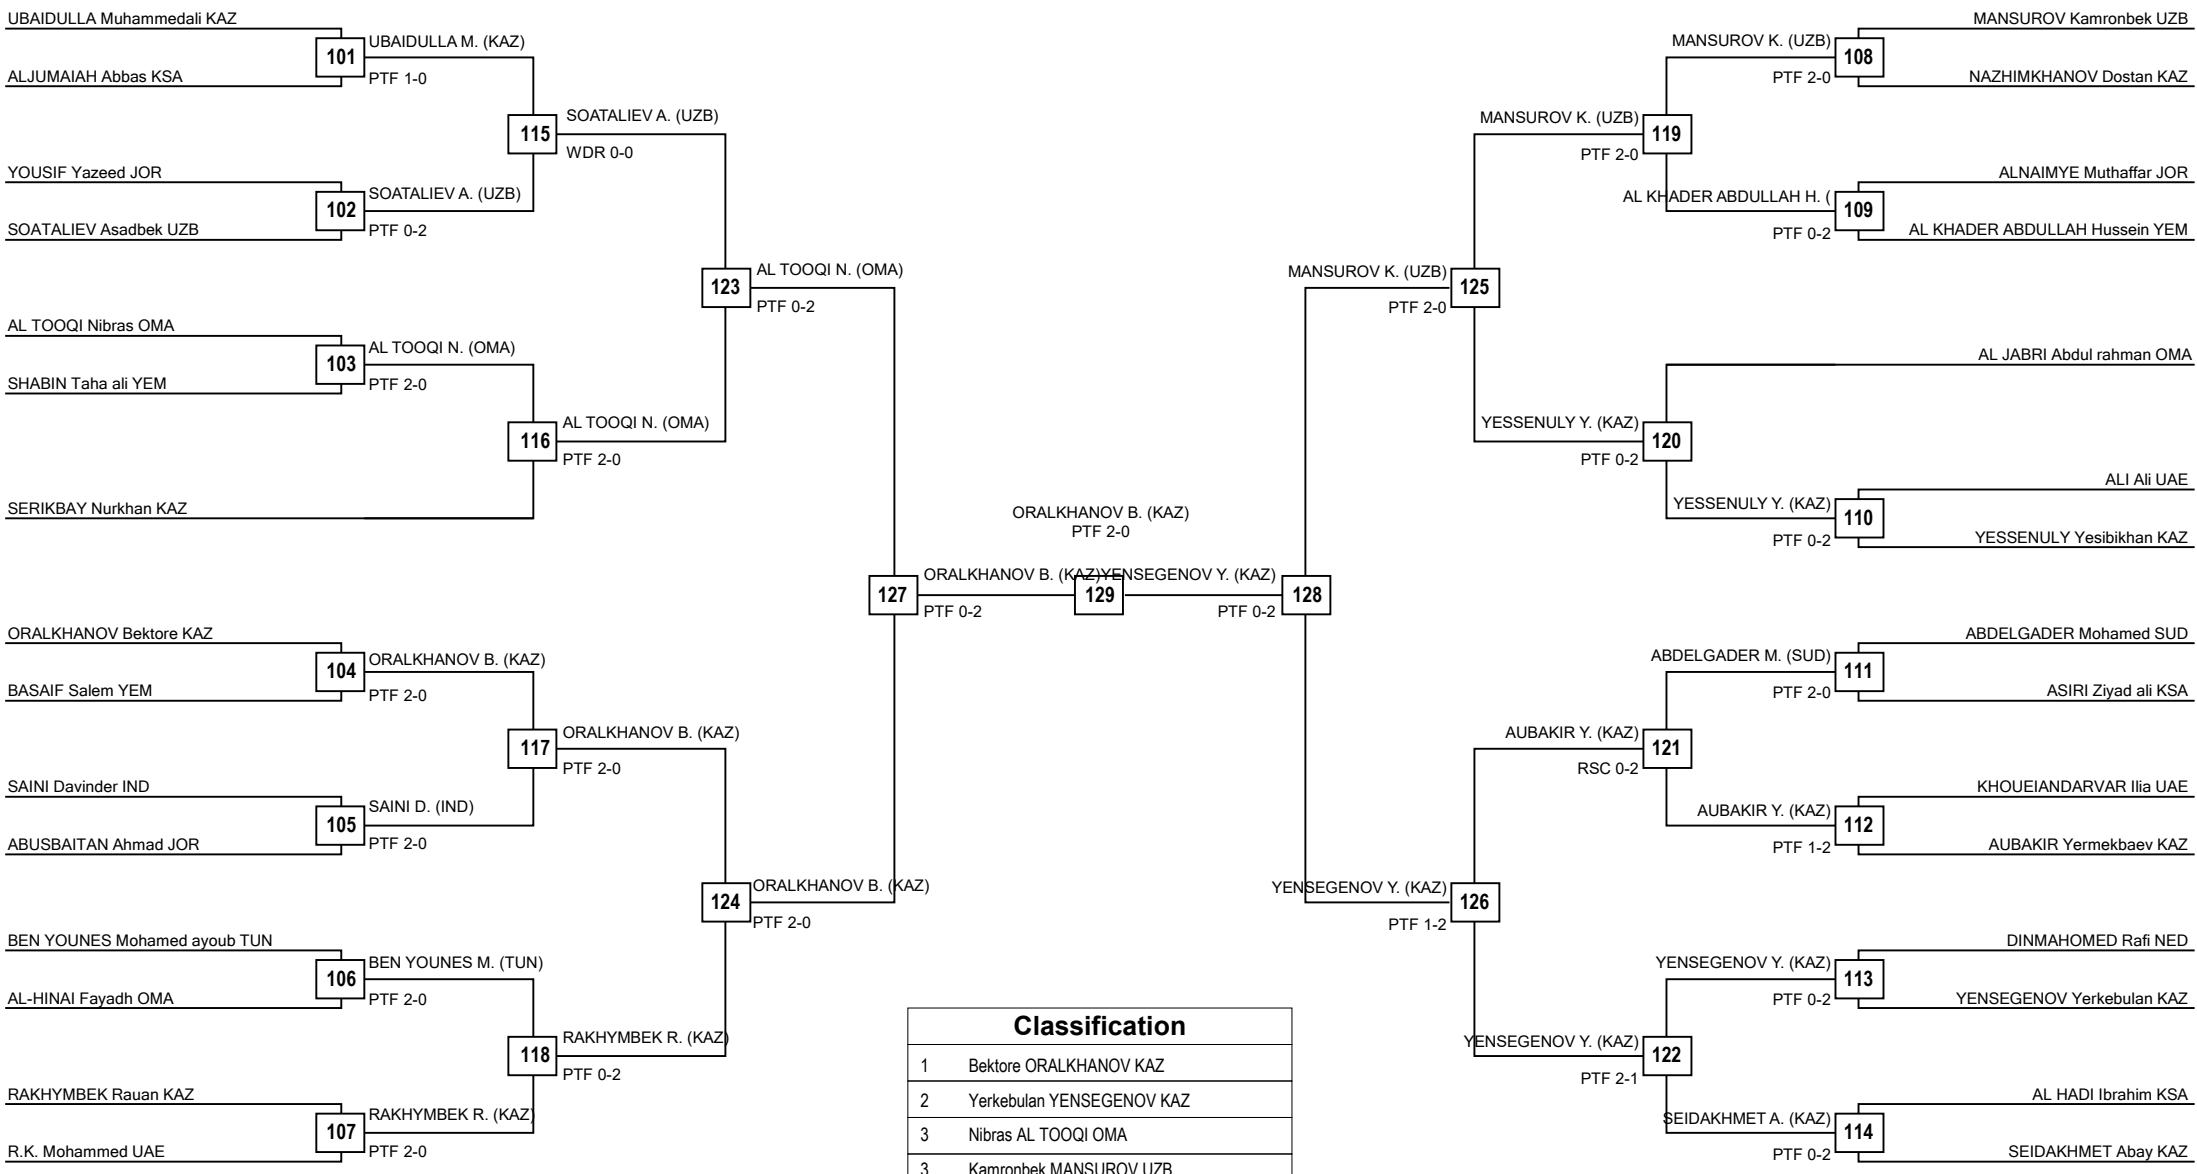 UBAIDULLA Muhammedali KAZ
101
UBAIDULLA M. (KAZ)
ALJUMAIAH Abbas KSA
PTF 1-0
115
SOATALIEV A. (UZB)
WDR 0-0
YOUSIF Yazeed JOR
102
SOATALIEV A. (UZB)
SOATALIEV Asadbek UZB
PTF 0-2
123
AL TOOQI N. (OMA)
PTF 0-2
AL TOOQI Nibras OMA
103
AL TOOQI N. (OMA)
SHABIN Taha ali YEM
PTF 2-0
116
AL TOOQI N. (OMA)
PTF 2-0
SERIKBAY Nurkhan KAZ
127
ORALKHANOV B. (KAZ)
PTF 0-2
ORALKHANOV Bektore KAZ
104
ORALKHANOV B. (KAZ)
BASAIF Salem YEM
PTF 2-0
117
ORALKHANOV B. (KAZ)
PTF 2-0
SAINI Davinder IND
105
SAINI D. (IND)
ABUSBAITAN Ahmad JOR
PTF 2-0
124
ORALKHANOV B. (KAZ)
PTF 2-0
BEN YOUNES Mohamed ayoub TUN
106
BEN YOUNES M. (TUN)
AL-HINAI Fayadh OMA
PTF 2-0
118
RAKHYMBEK R. (KAZ)
PTF 0-2
RAKHYMBEK Rauan KAZ
107
RAKHYMBEK R. (KAZ)
R.K. Mohammed UAE
PTF 2-0
ORALKHANOV B. (KAZ)
PTF 2-0
129
YENSEGENOV Y. (KAZ)
128
PTF 0-2
MANSUROV Kamronbek UZB
MANSUROV K. (UZB)
108
PTF 2-0
NAZHIMKHANOV Dostan KAZ
MANSUROV K. (UZB)
119
PTF 2-0
ALNAIMYE Muthaffar JOR
AL KHADER ABDULLAH H. (
109
PTF 0-2
AL KHADER ABDULLAH Hussein YEM
MANSUROV K. (UZB)
125
PTF 2-0
AL JABRI Abdul rahman OMA
YESSENULY Y. (KAZ)
120
PTF 0-2
ALI Ali UAE
YESSENULY Y. (KAZ)
110
PTF 0-2
YESSENULY Yesibikhan KAZ
ABDELGADER Mohamed SUD
ABDELGADER M. (SUD)
111
PTF 2-0
ASIRI Ziyad ali KSA
AUBAKIR Y. (KAZ)
121
RSC 0-2
KHOUEIANDARVAR Ilia UAE
AUBAKIR Y. (KAZ)
112
PTF 1-2
AUBAKIR Yermekbaev KAZ
YENSEGENOV Y. (KAZ)
126
PTF 1-2
DINMAHOMED Rafi NED
YENSEGENOV Y. (KAZ)
113
PTF 0-2
YENSEGENOV Yerkebulan KAZ
YENSEGENOV Y. (KAZ)
122
PTF 2-1
AL HADI Ibrahim KSA
SEIDAKHMET A. (KAZ)
114
PTF 0-2
SEIDAKHMET Abay KAZ
Classification
1 Bektore ORALKHANOV KAZ
2 Yerkebulan YENSEGENOV KAZ
3 Nibras AL TOOQI OMA
3 Kamronbek MANSUROV UZB